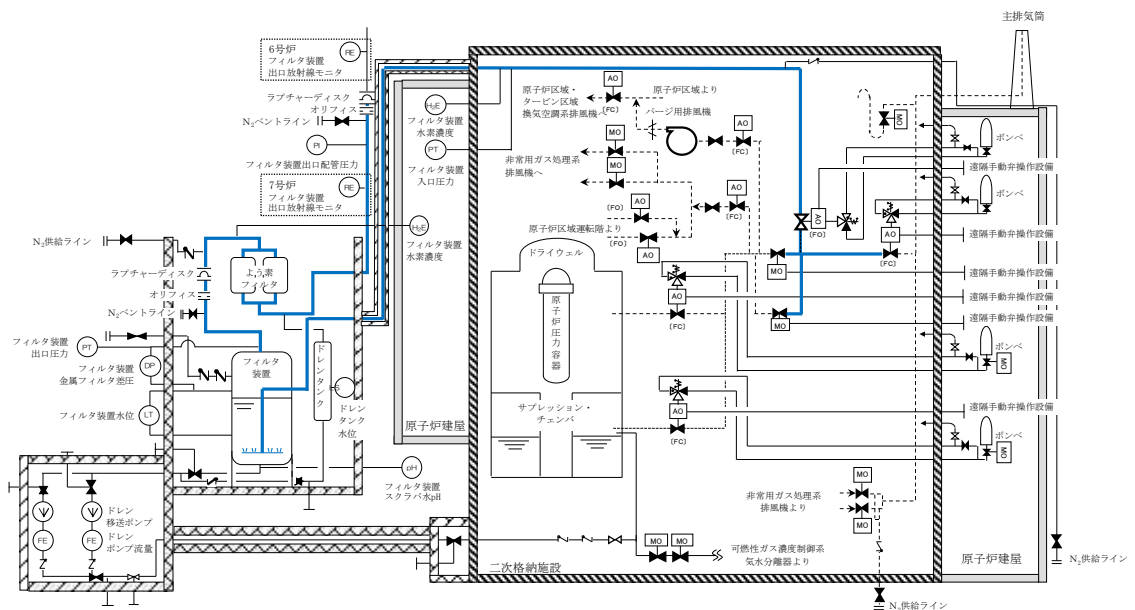 主排気筒
6号炉
フィルタ装置
出口放射線モニタ
RE
ラプチャーディスク
オリフィス
N₂ベントライン
PI
フィルタ装置出口配管圧力
7号炉
フィルタ装置
出口放射線モニタ
RE
H₂E
フィルタ装置
水素濃度
PT
フィルタ装置
入口圧力
H₂E
フィルタ装置
水素濃度
N₂供給ライン
ラプチャーディスク
オリフィス
N₂ベントライン
よう素
フィルタ
PT
フィルタ装置
出口圧力
DP
フィルタ装置
金属フィルタ差圧
LT
フィルタ装置水位
フィルタ
装置
ドレンタンク
ドレン
タンク
水位
pH
フィルタ装置
スクラバ水pH
原子炉建屋
ドレン
移送ポンプ
FE
FE
ドレン
ポンプ流量
原子炉区域・
タービン区域
換気空調系排風機へ
AO
(FC)
原子炉区域より
パージ用排風機
AO
(FC)
MO
MO
非常用ガス処理系
排風機へ
AO
(FO)
AO
(FC)
原子炉区域運転階より
AO
(FO)
ドライウェル
原子炉圧力容器
サプレッション・
チェンバ
AO
(FC)
AO
(FC)
MO
MO
AO
(FO)
AO
(FC)
MO
ボンベ
遠隔手動弁操作設備
ボンベ
遠隔手動弁操作設備
遠隔手動弁操作設備
遠隔手動弁操作設備
遠隔手動弁操作設備
ボンベ
MO
遠隔手動弁操作設備
ボンベ
MO
非常用ガス処理系
排風機より
MO
MO
MO
MO
可燃性ガス濃度制御系
気水分離器より
二次格納施設
原子炉建屋
N₂供給ライン
N₂供給ライン